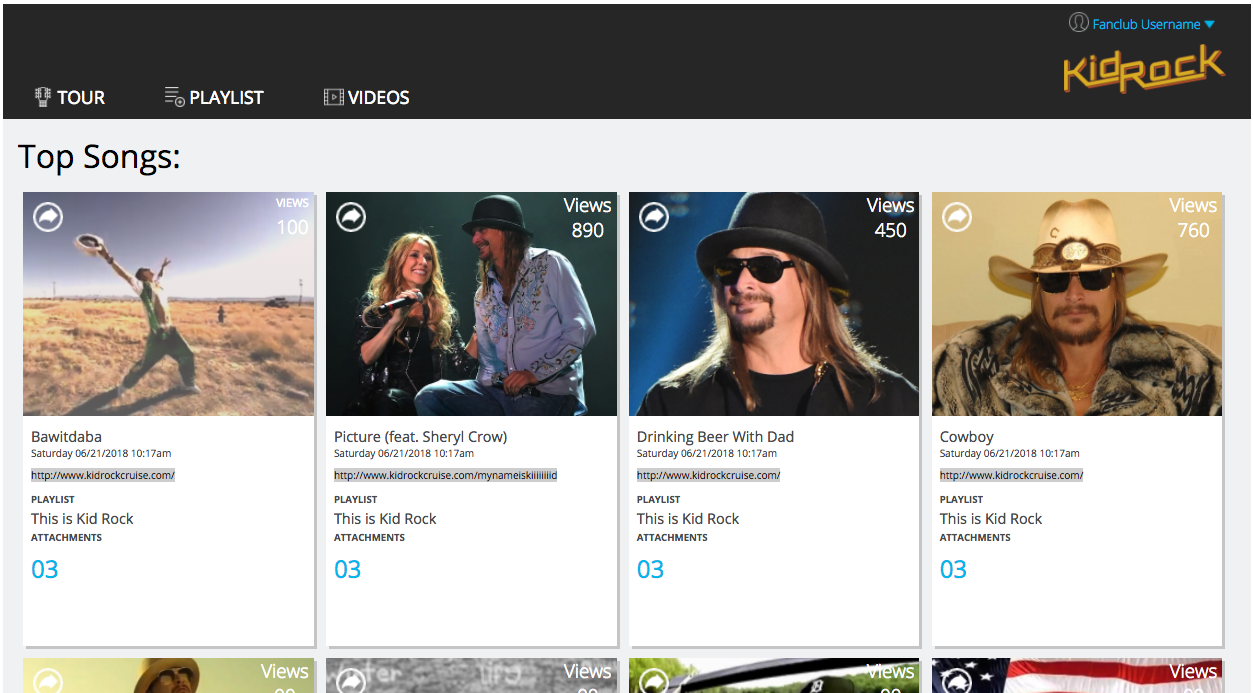 Fanclub Username
KidRock
TOUR
PLAYLIST
VIDEOS
Top Songs:
VIEWS
100
Bawitdaba
Saturday 06/21/2018 10:17am
http://www.kidrockcruise.com/
PLAYLIST
This is Kid Rock
ATTACHMENTS
03
Views
890
Picture (feat. Sheryl Crow)
Saturday 06/21/2018 10:17am
http://www.kidrockcruise.com/mynameiskiiiiiiiid
PLAYLIST
This is Kid Rock
ATTACHMENTS
03
Views
450
Drinking Beer With Dad
Saturday 06/21/2018 10:17am
http://www.kidrockcruise.com/
PLAYLIST
This is Kid Rock
ATTACHMENTS
03
Views
760
Cowboy
Saturday 06/21/2018 10:17am
http://www.kidrockcruise.com/
PLAYLIST
This is Kid Rock
ATTACHMENTS
03
Views
Views
Views
Views